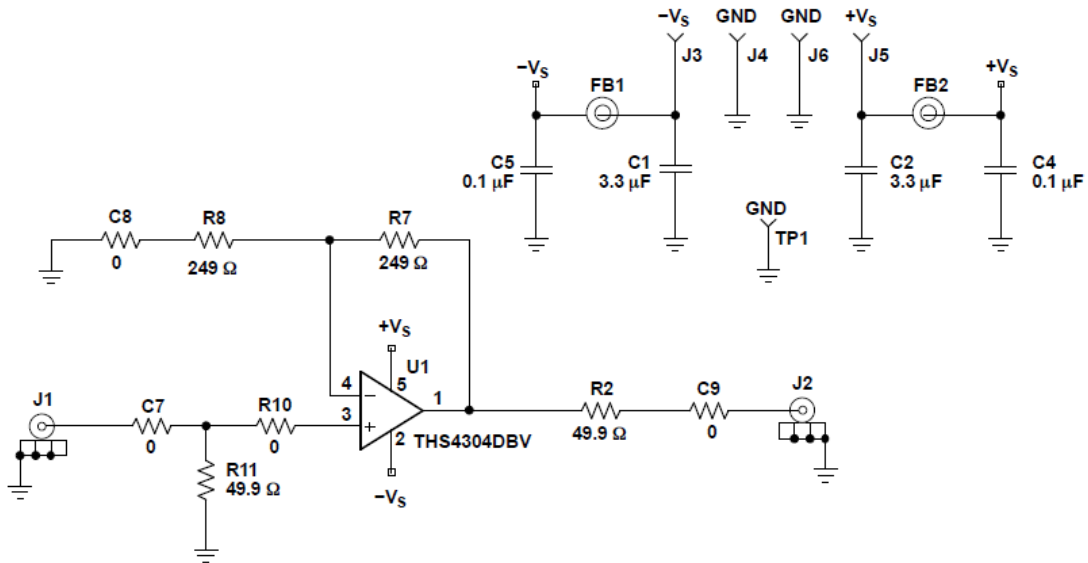 −VS GND GND +VS
J3 J4 J6 J5
−VS FB1 FB2 +VS
C5 C1 C2 C4
0.1 μF 3.3 μF 3.3 μF 0.1 μF
GND
TP1
C8 R8 R7
0 249 Ω 249 Ω
+VS
U1
4 − 5 1
3 + 2
THS4304DBV
−VS
J1 C7 R10
0 0
R11
49.9 Ω
R2 C9 J2
49.9 Ω 0